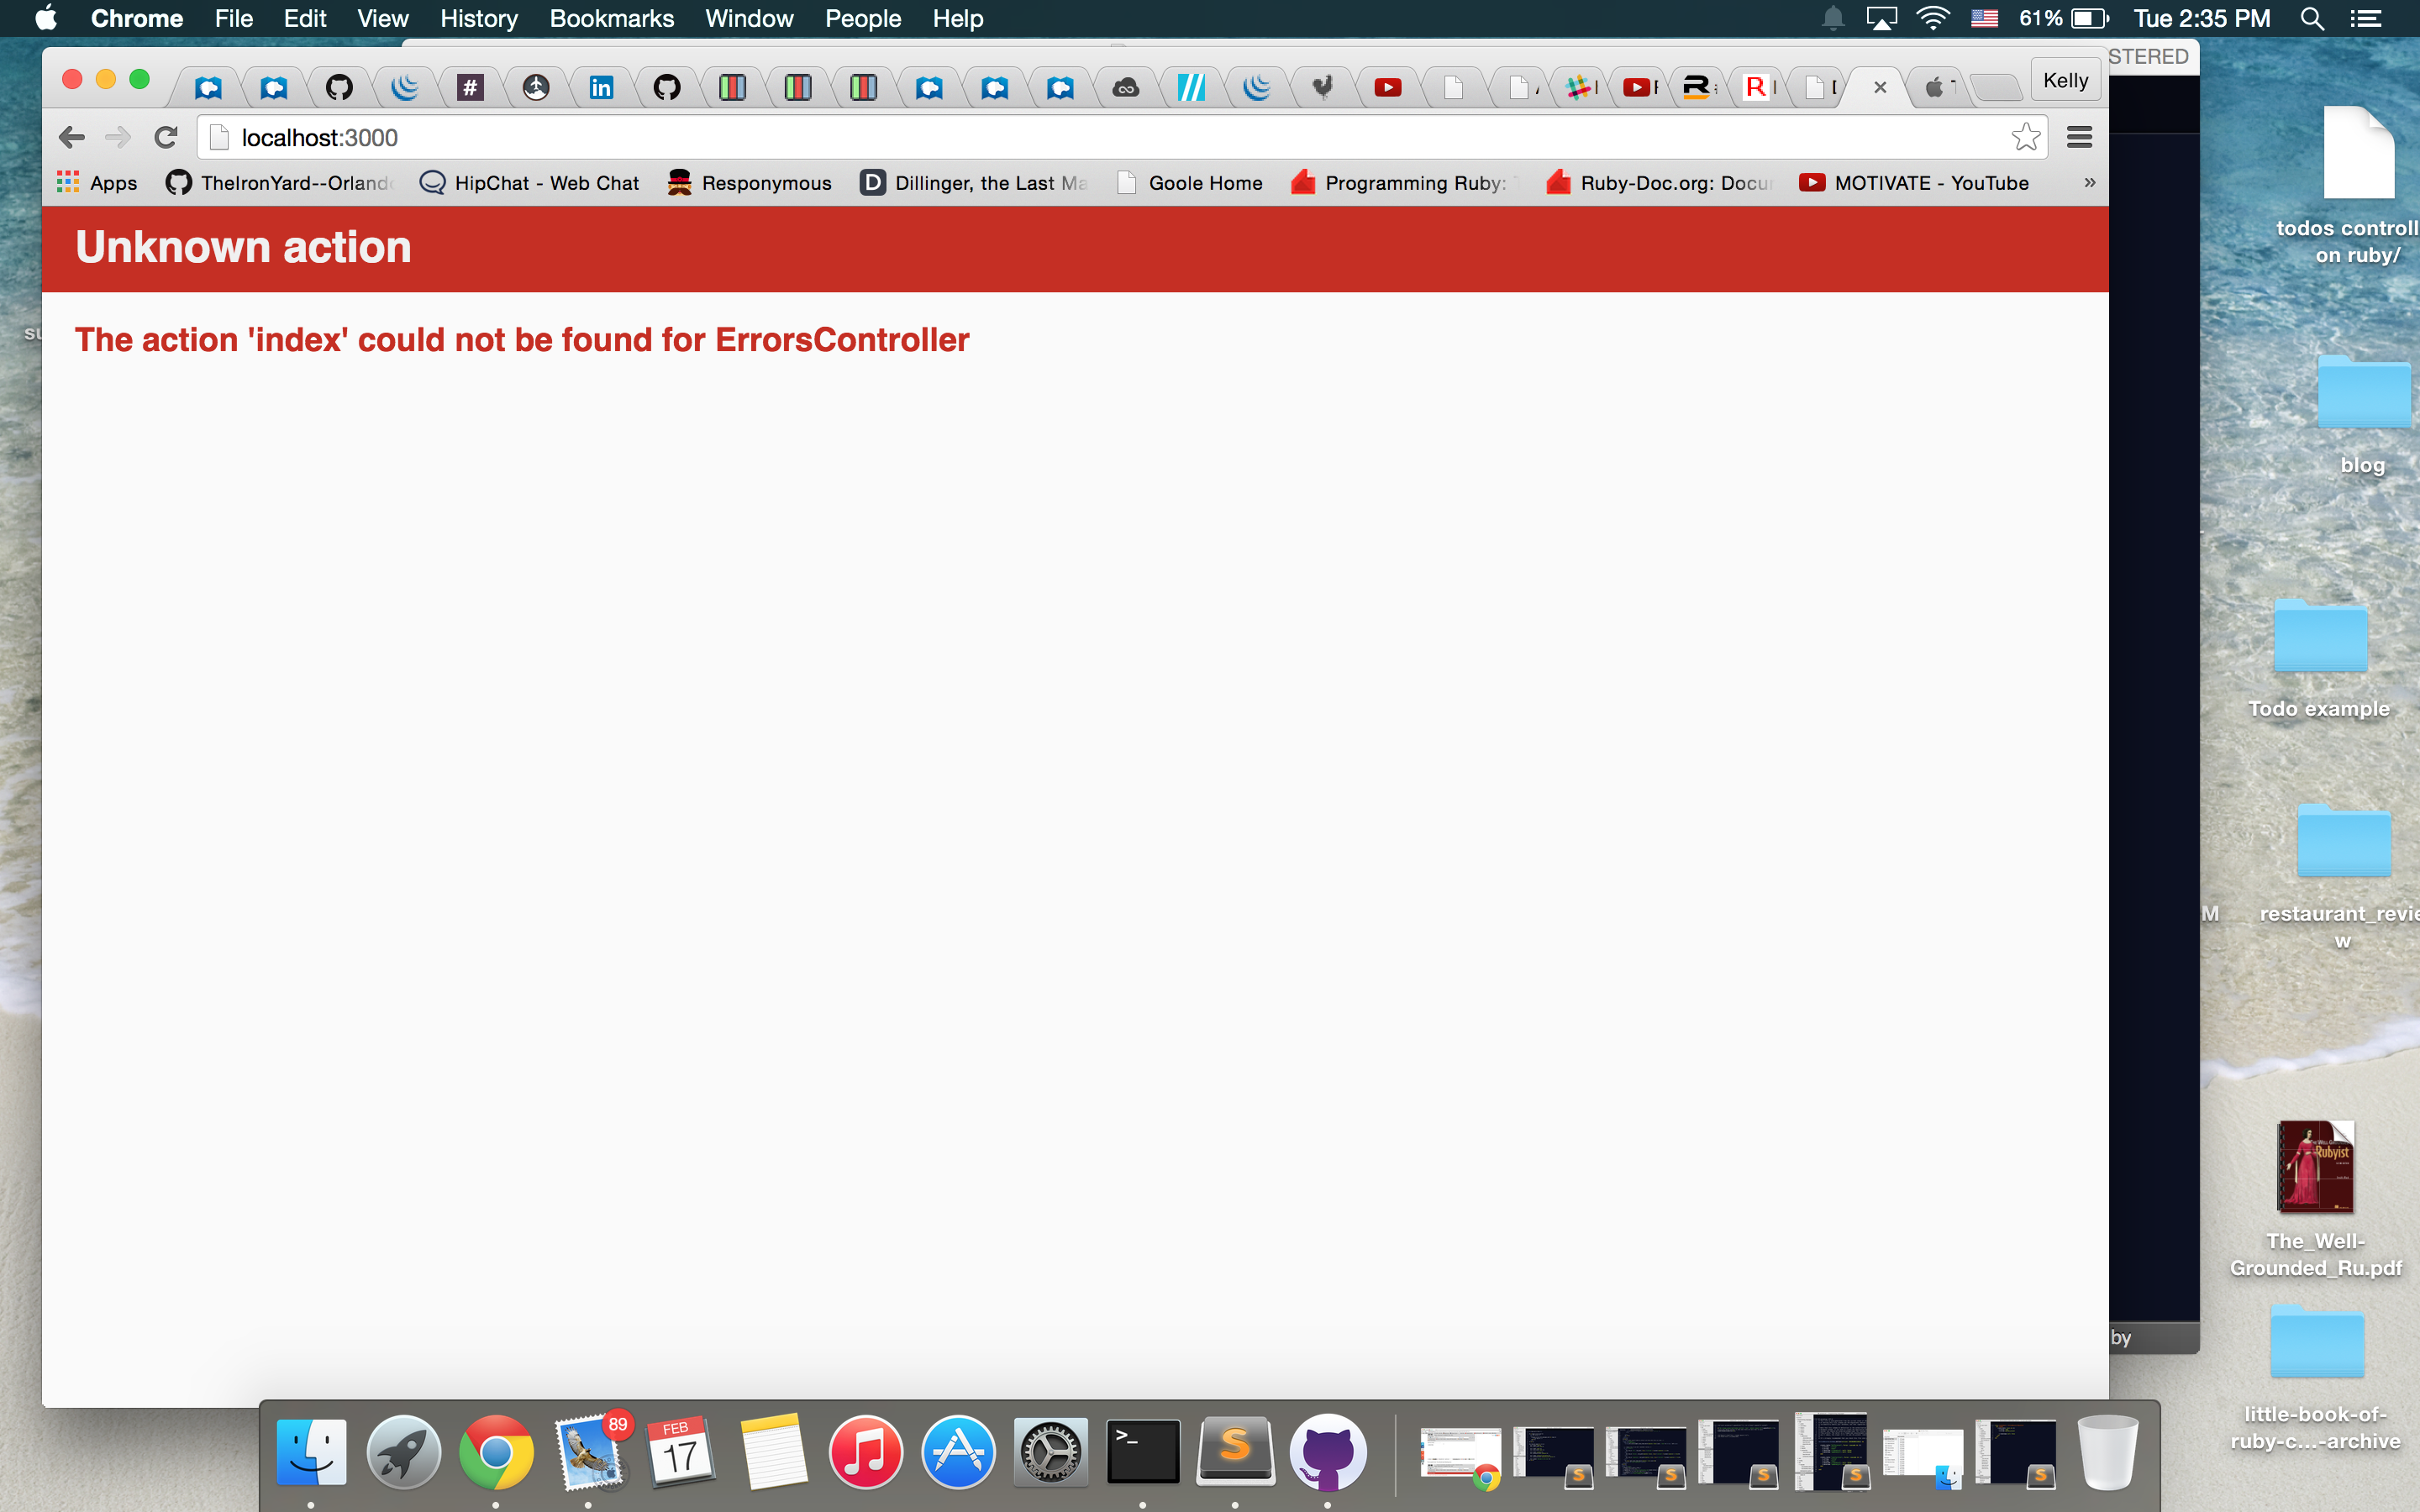 Chrome File Edit View History Bookmarks Window People Help 61% Tue 2:35 PM
STERED
Kelly
localhost:3000
Apps TheIronYard--Orland HipChat - Web Chat Responymous Dillinger, the Last Ma Goole Home Programming Ruby: Ruby-Doc.org: Docu MOTIVATE - YouTube »
Unknown action
The action 'index' could not be found for ErrorsController
todos controll
on ruby/
blog
Todo example
M
restaurant_revie
w
Rubyist
The_Well-
Grounded_Ru.pdf
by
little-book-of-
ruby-c...-archive
89
FEB
17